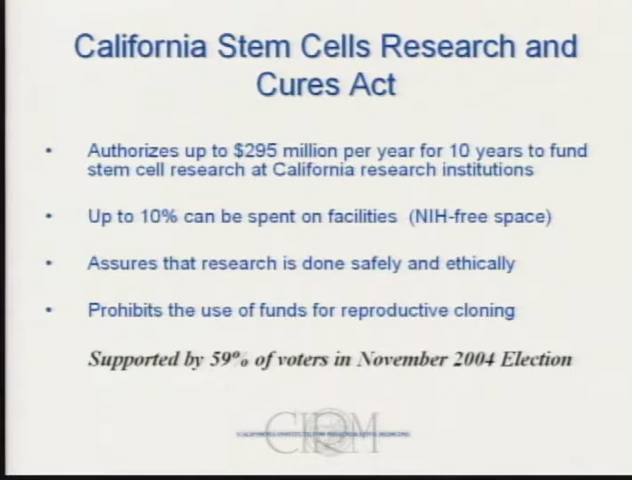 California Stem Cells Research and
Cures Act
• Authorizes up to $295 million per year for 10 years to fund
stem cell research at California research institutions
• Up to 10% can be spent on facilities (NIH-free space)
• Assures that research is done safely and ethically
• Prohibits the use of funds for reproductive cloning
Supported by 59% of voters in November 2004 Election
CIRM